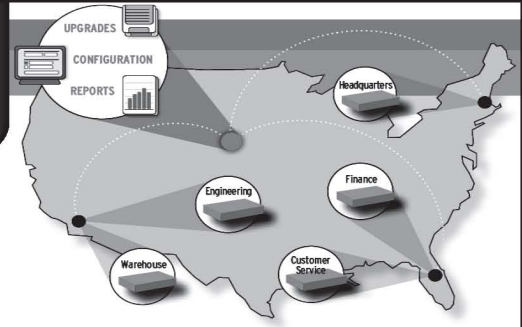 UPGRADES
CONFIGURATION
REPORTS
Headquarters
Engineering
Finance
Warehouse
Customer
Service